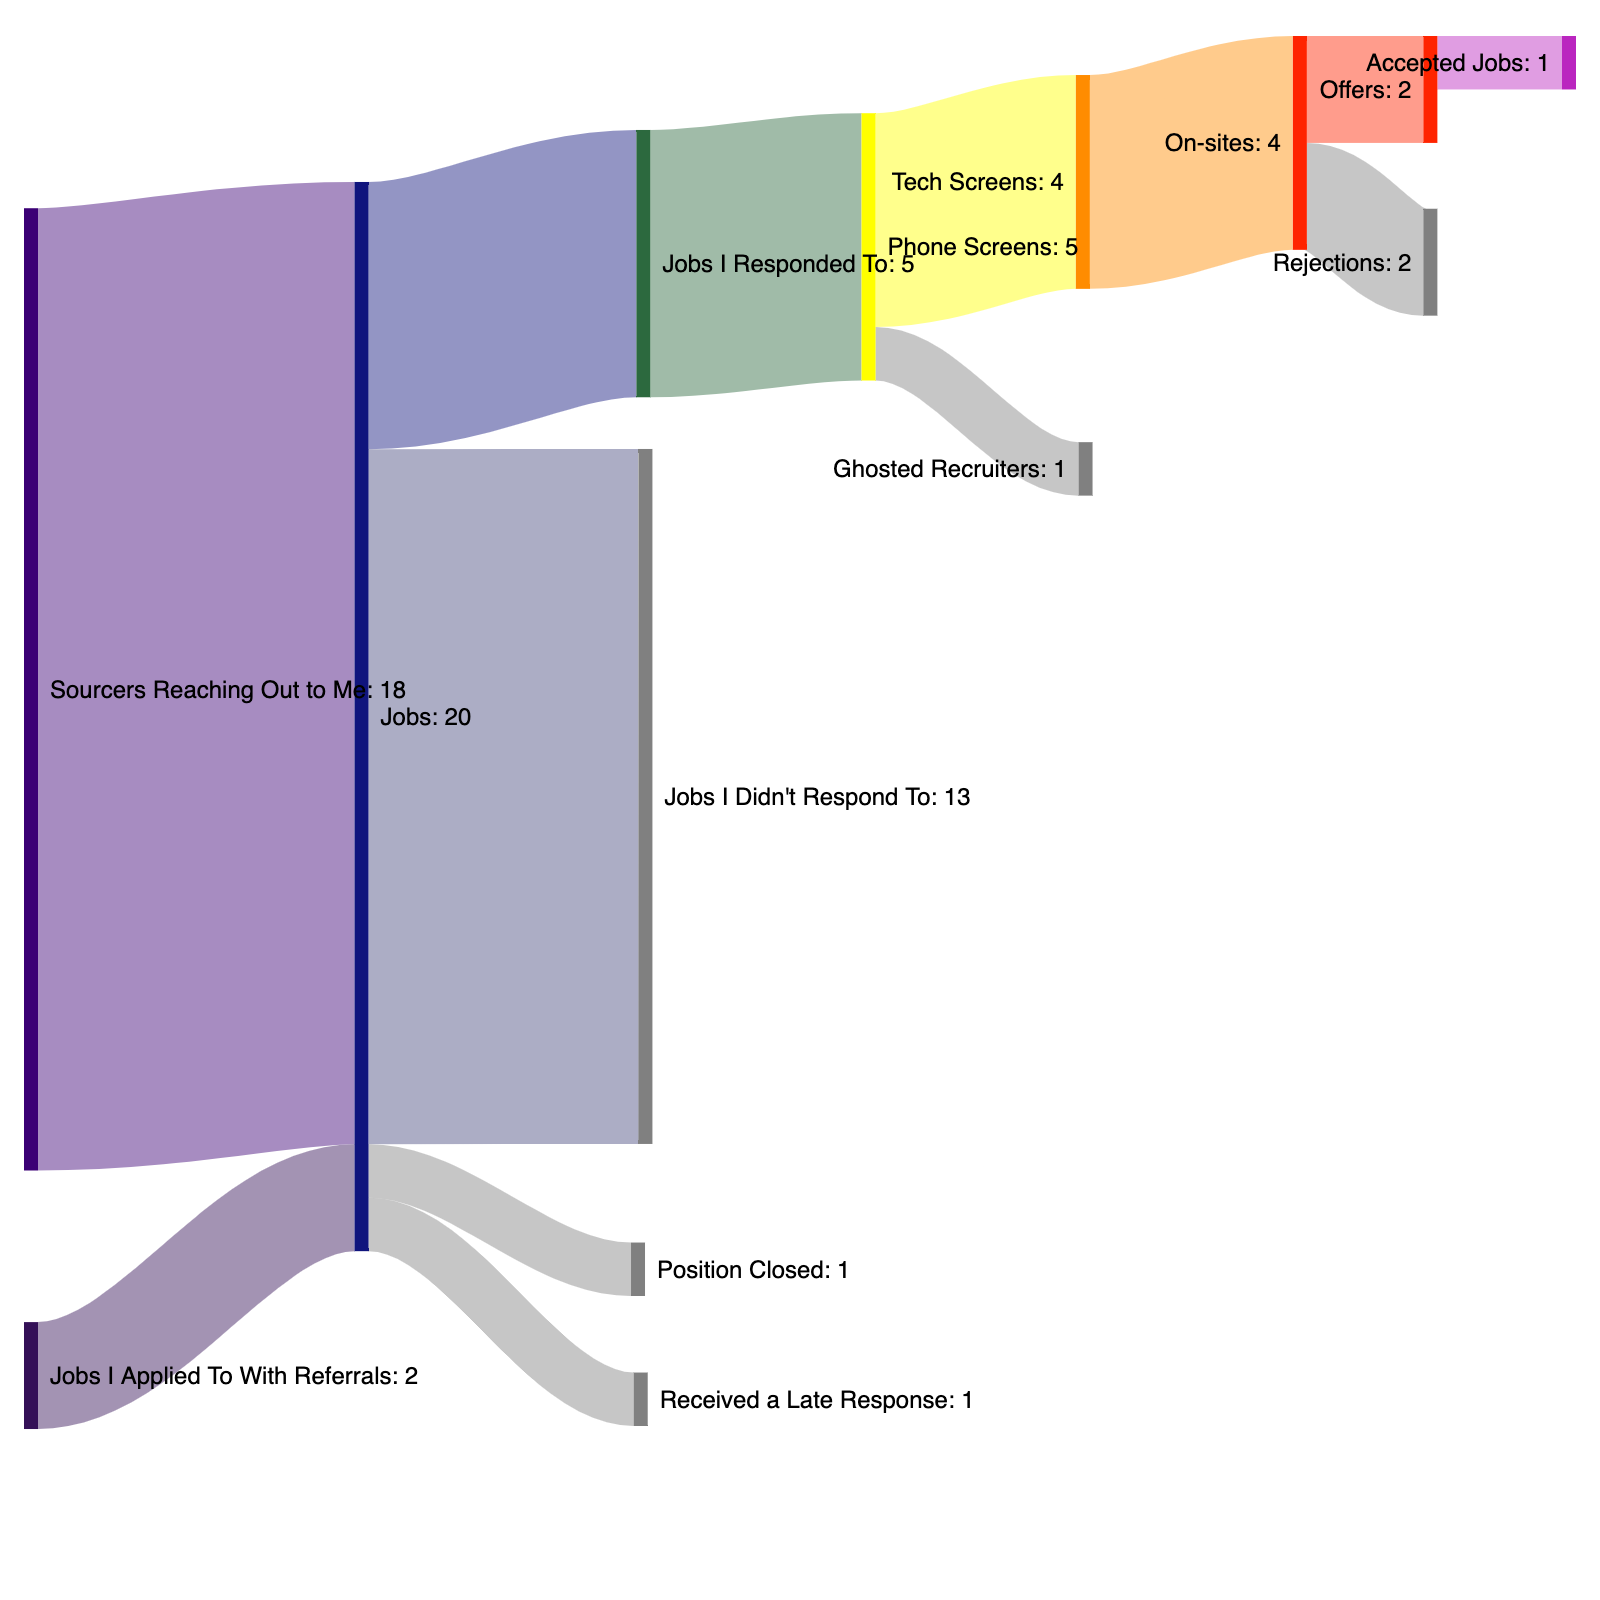 Accepted Jobs: 1
Offers: 2
On-sites: 4
Tech Screens: 4
Phone Screens: 5
Jobs I Responded To: 5
Rejections: 2
Ghosted Recruiters: 1
Sourcers Reaching Out to Me: 18
Jobs: 20
Jobs I Didn't Respond To: 13
Position Closed: 1
Jobs I Applied To With Referrals: 2
Received a Late Response: 1